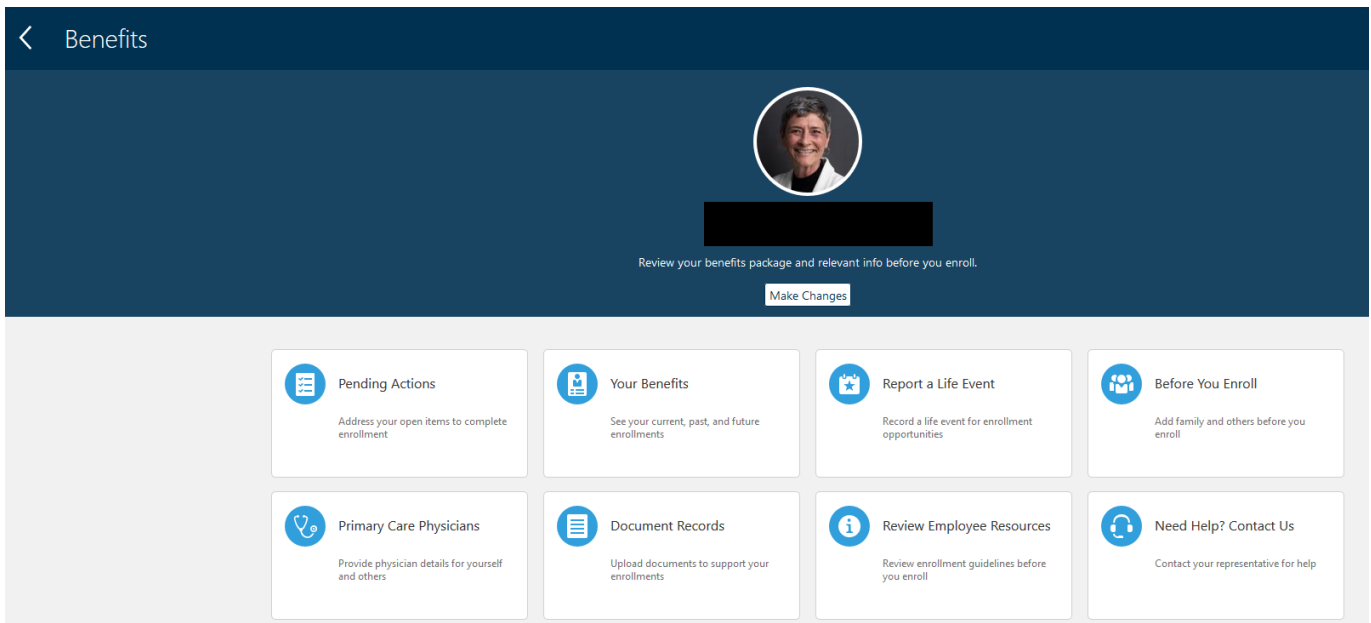 Benefits
Review your benefits package and relevant info before you enroll.
Make Changes
Pending Actions
Address your open items to complete
enrollment
Your Benefits
See your current, past, and future
enrollments
Report a Life Event
Record a life event for enrollment
opportunities
Before You Enroll
Add family and others before you
enroll
Primary Care Physicians
Provide physician details for yourself
and others
Document Records
Upload documents to support your
enrollments
Review Employee Resources
Review enrollment guidelines before
you enroll
Need Help? Contact Us
Contact your representative for help